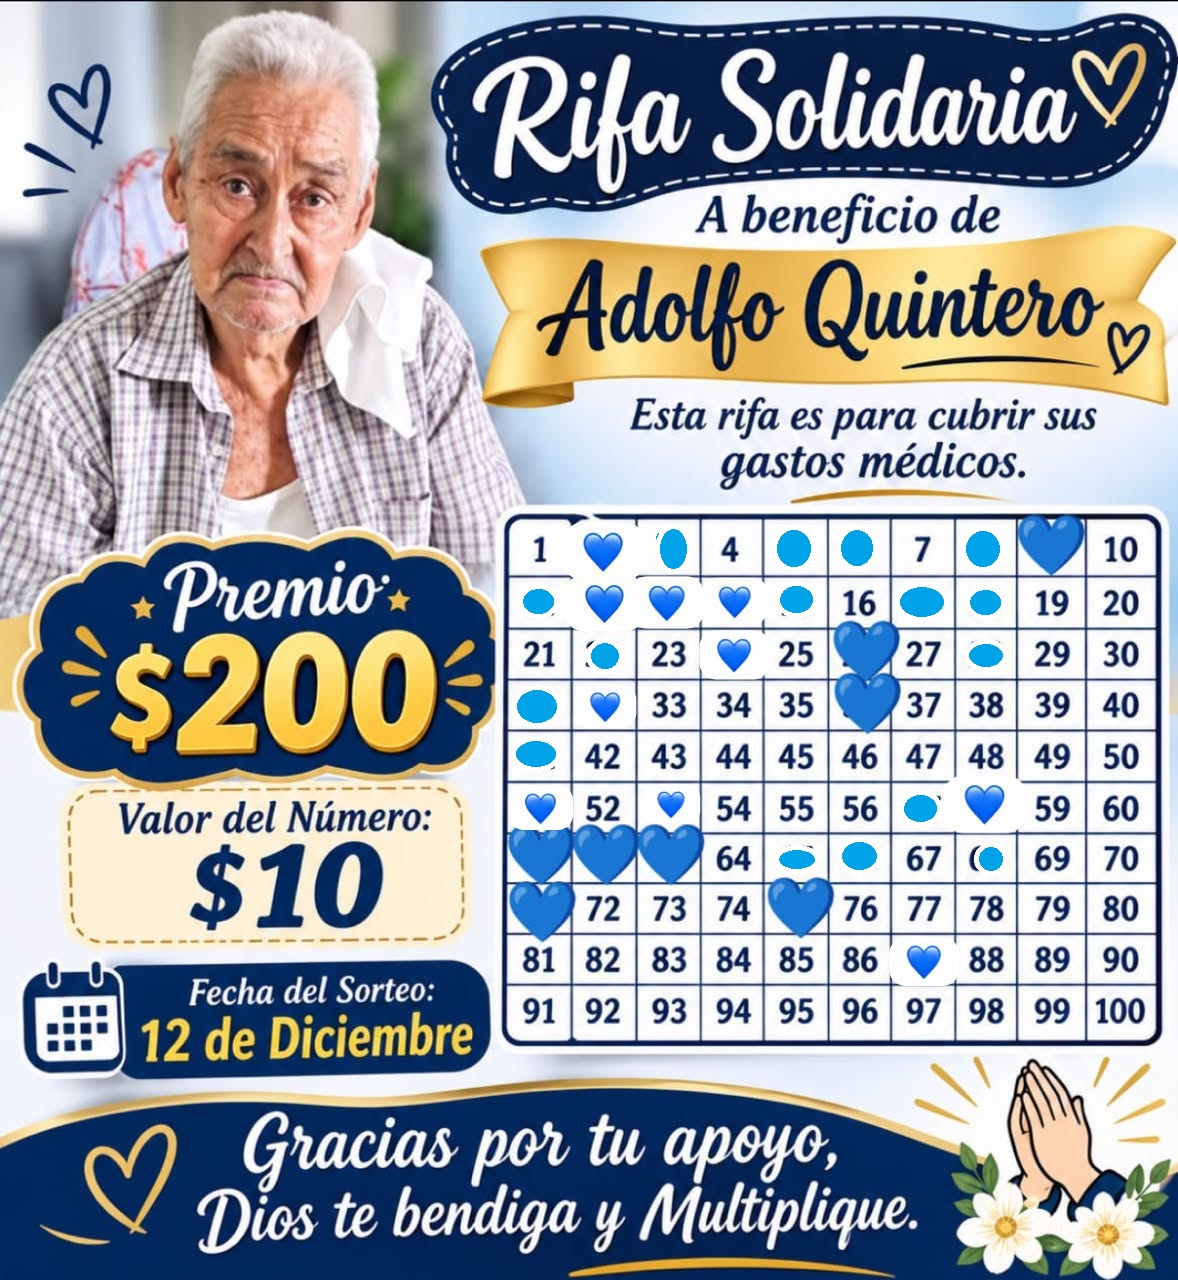 Rifa Solidaria
A beneficio de
Adolfo Quintero
Esta rifa es para cubrir sus
gastos médicos.
Premio:
$200
Valor del Número:
$10
Fecha del Sorteo:
12 de Diciembre
1 4 7 10
16 19 20
21 23 25 27 29 30
33 34 35 37 38 39 40
42 43 44 45 46 47 48 49 50
52 54 55 56 59 60
64 67 69 70
72 73 74 76 77 78 79 80
81 82 83 84 85 86 88 89 90
91 92 93 94 95 96 97 98 99 100
Gracias por tu apoyo,
Dios te bendiga y Multiplique.